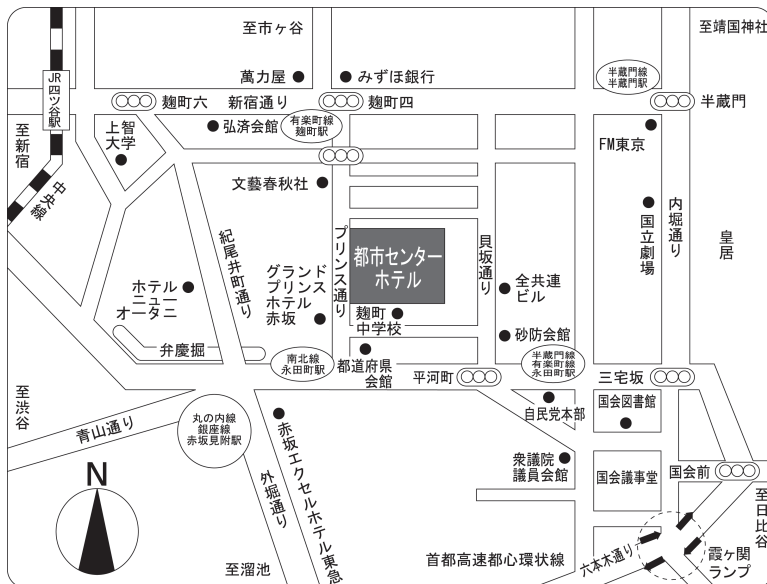 至市ヶ谷
至靖国神社
萬力屋
みずほ銀行
半蔵門線
半蔵門駅
JR四ツ谷駅
麹町六
新宿通り
麹町四
半蔵門
上智
大学
弘済会館
有楽町線
麹町駅
FM東京
至新宿
中央線
文藝春秋社
国立劇場
内堀通り
皇居
紀尾井町通り
プリンス通り
都市センター
ホテル
貝坂通り
全共連
ビル
グランド
プリンス
ホテル
赤坂
ホテル
ニュー
オータニ
麹町
中学校
砂防会館
弁慶掘
南北線
永田町駅
都道府県
会館
平河町
半蔵門線
有楽町線
永田町駅
三宅坂
至渋谷
青山通り
丸の内線
銀座線
赤坂見附駅
赤坂エクセルホテル東急
自民党本部
国会図書館
外堀通り
衆議院
議員会館
国会議事堂
国会前
至日比谷
N
至溜池
首都高速都心環状線
六本木通り
霞ヶ関
ランプ